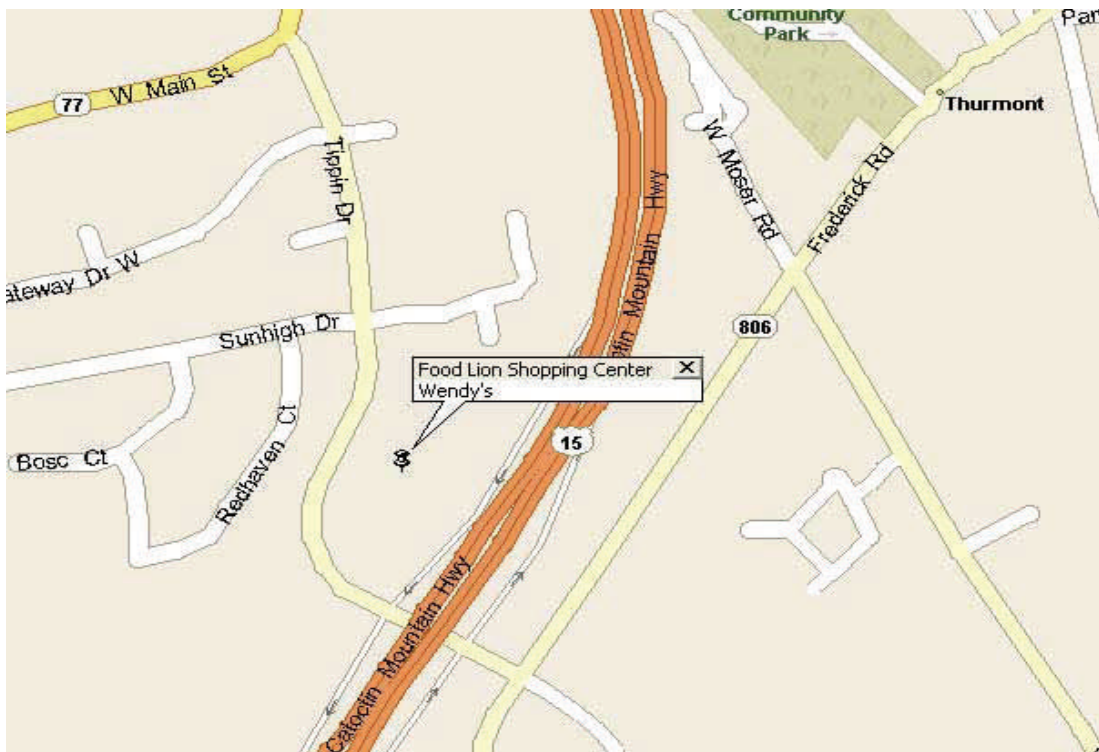 Community
Park
Par
77
W Main St
Thurmont
Tippin Dr
W Moser Rd
Frederick Rd
Mountain Hwy
ateway Dr W
Sunhigh Dr
806
Food Lion Shopping Center
Wendy's
15
Bosc Ct
Redhaven Ct
Catoctin Mountain Hwy